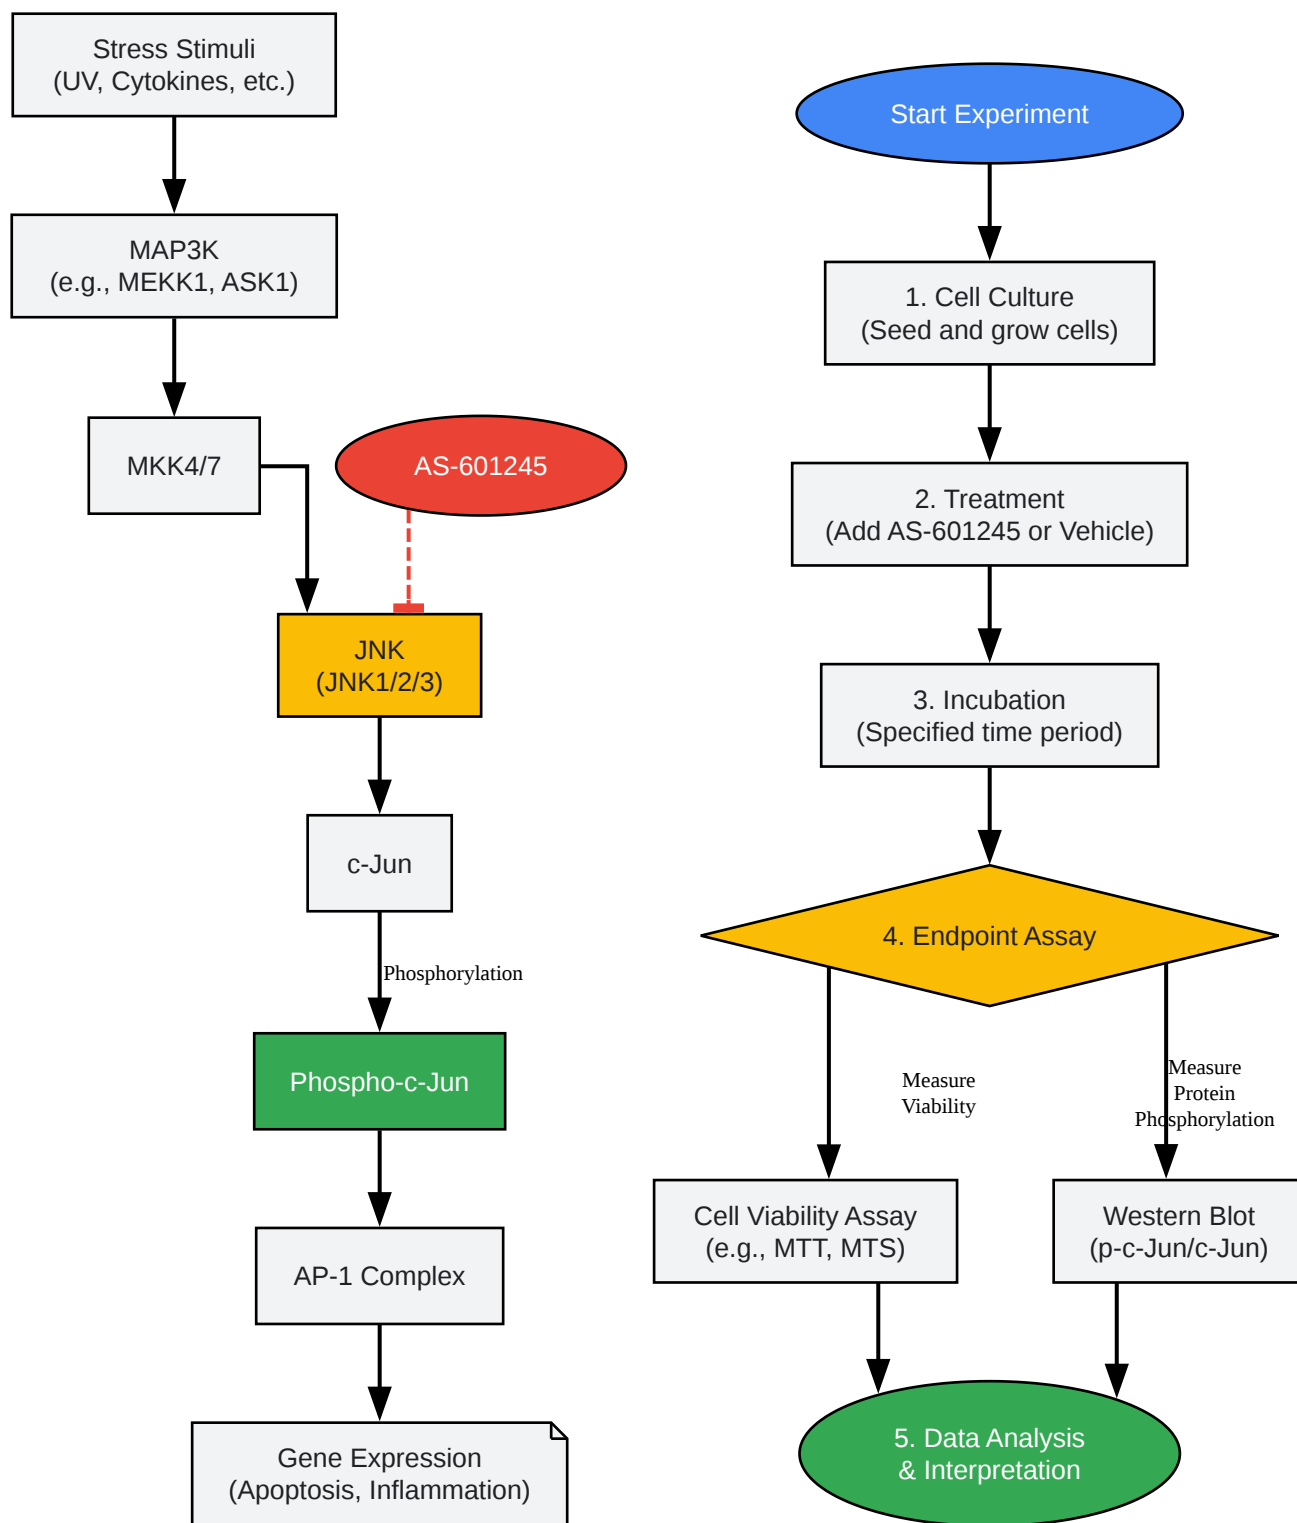 Stress Stimuli
(UV, Cytokines, etc.)
MAP3K
(e.g., MEKK1, ASK1)
MKK4/7
AS-601245
JNK
(JNK1/2/3)
c-Jun
Phosphorylation
Phospho-c-Jun
AP-1 Complex
Gene Expression
(Apoptosis, Inflammation)
Start Experiment
1. Cell Culture
(Seed and grow cells)
2. Treatment
(Add AS-601245 or Vehicle)
3. Incubation
(Specified time period)
4. Endpoint Assay
Measure
Viability
Measure
Protein
Phosphorylation
Cell Viability Assay
(e.g., MTT, MTS)
Western Blot
(p-c-Jun/c-Jun)
5. Data Analysis
& Interpretation